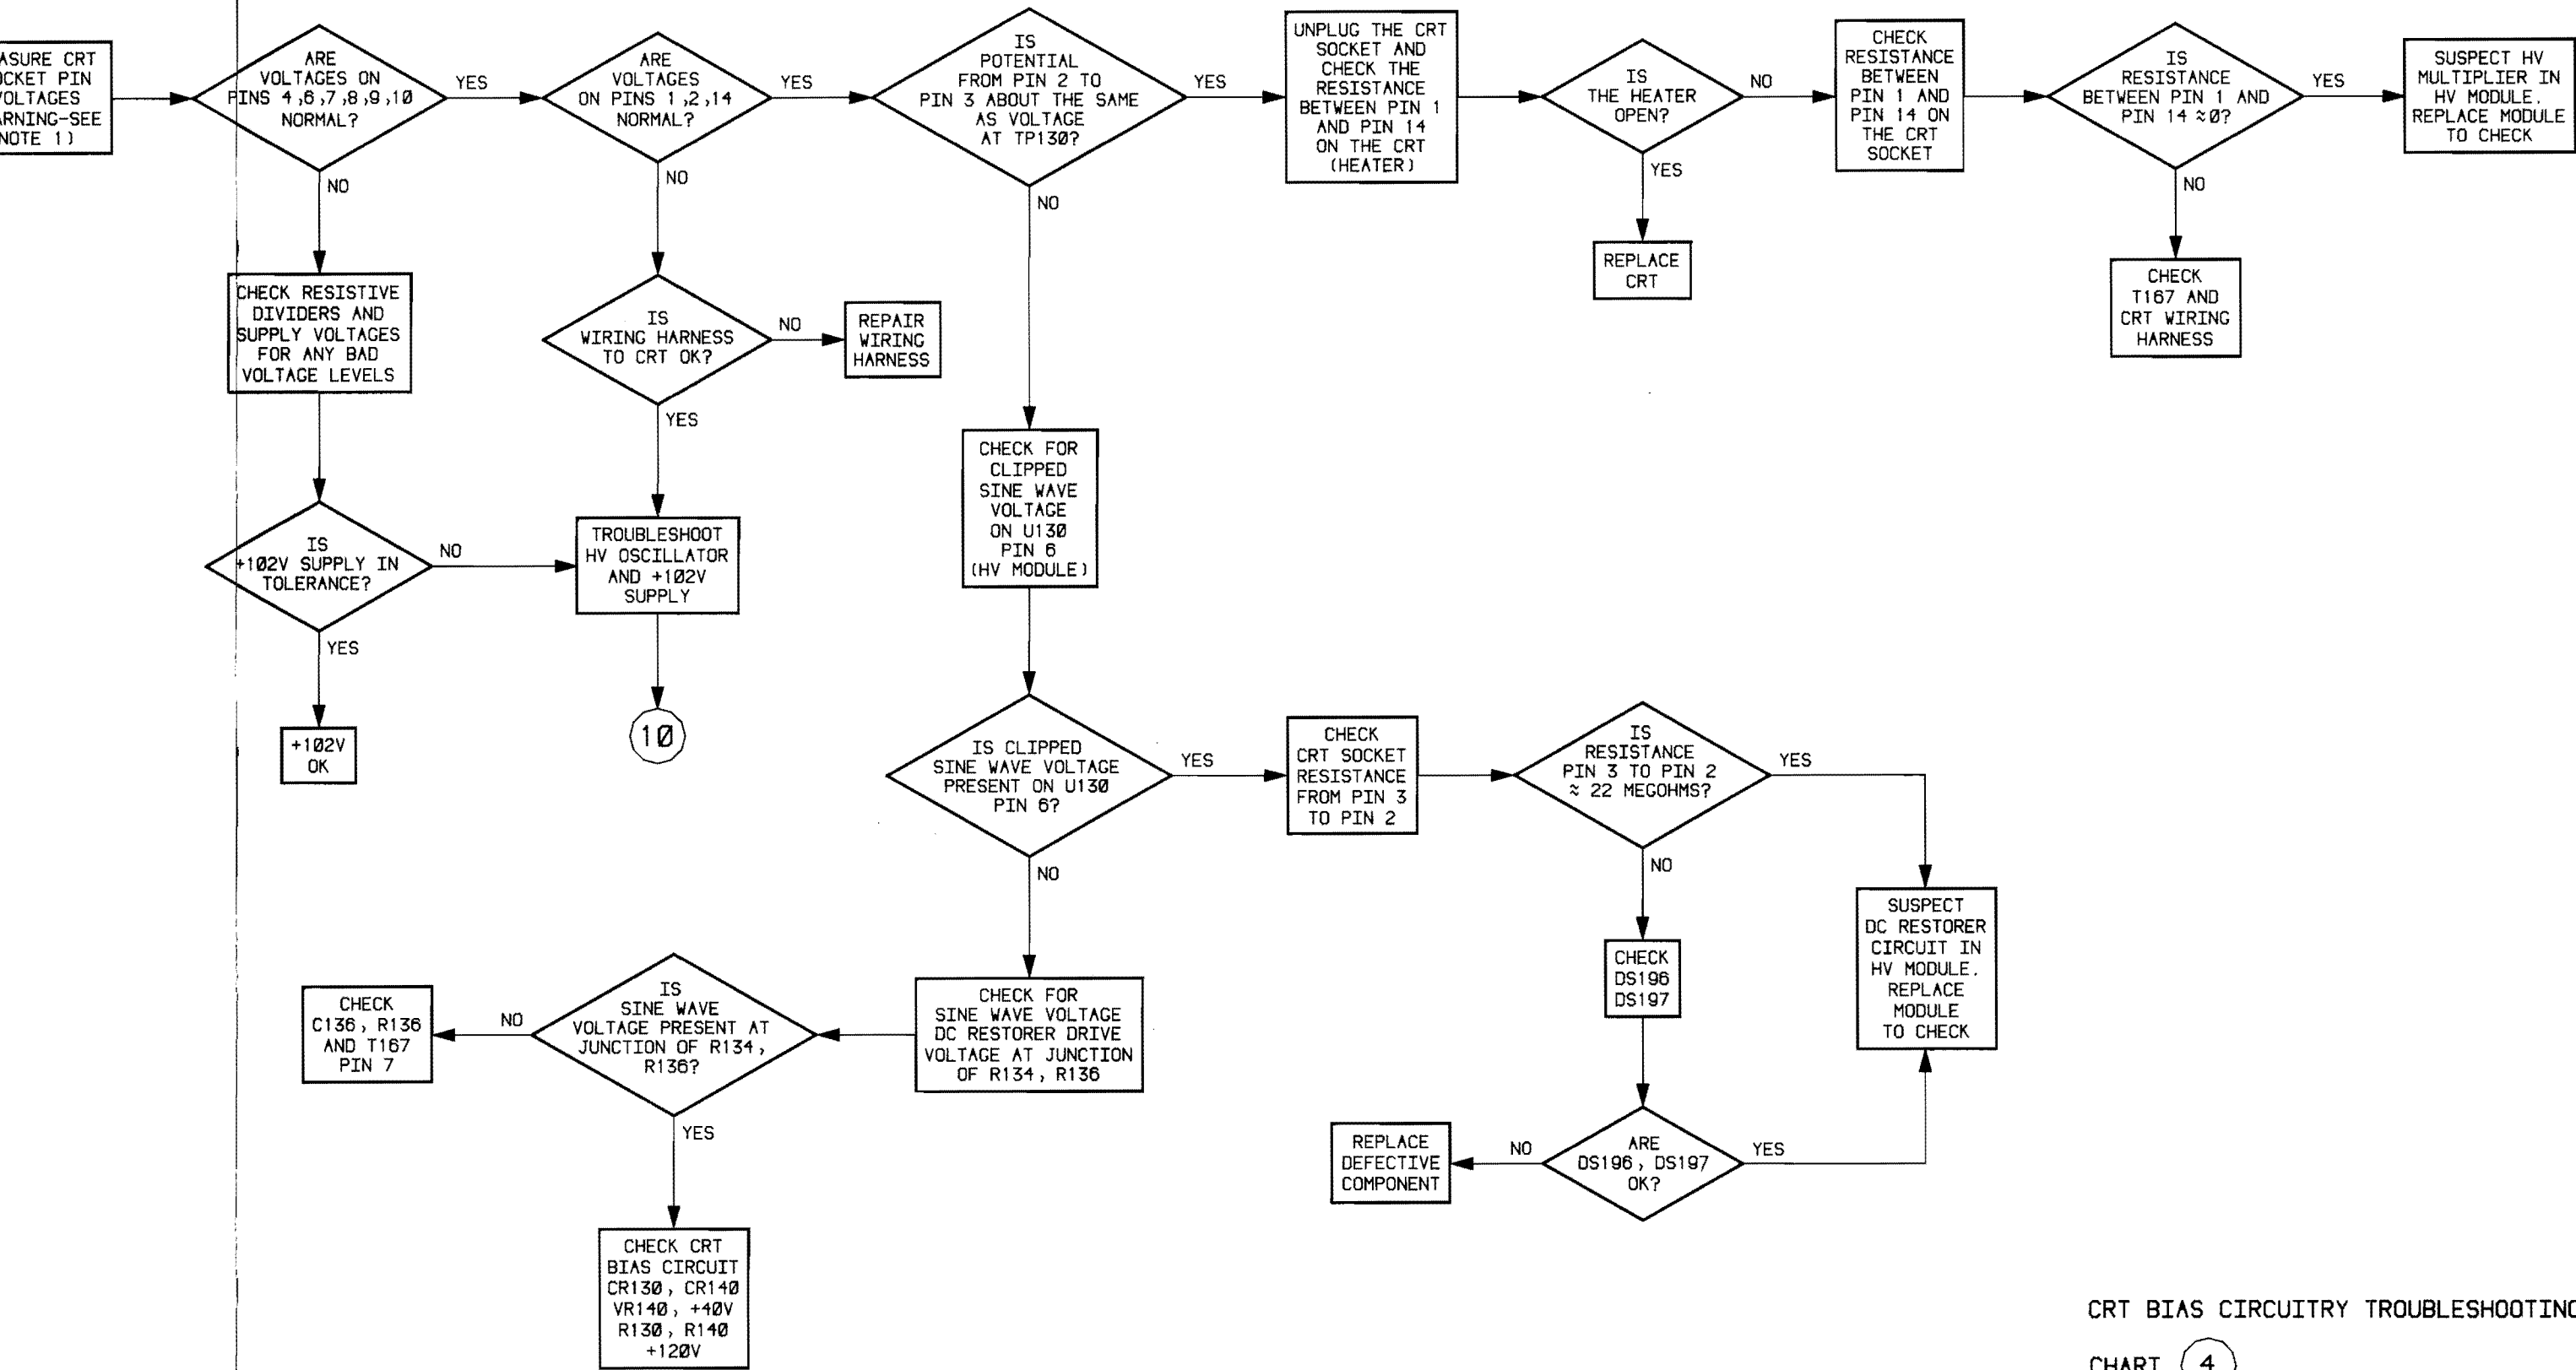 VOLTAGES
NOTE 1)
ARE
VOLTAGES ON
PINS 4,6,7,8,9,10
NORMAL?
YES
NO
ARE
VOLTAGES
ON PINS 1,2,14
NORMAL?
YES
NO
IS
POTENTIAL
FROM PIN 2 TO
PIN 3 ABOUT THE SAME
AS VOLTAGE
AT TP130?
YES
NO
UNPLUG THE CRT
SOCKET AND
CHECK THE
RESISTANCE
BETWEEN PIN 1
AND PIN 14
ON THE CRT
(HEATER)
IS
THE HEATER
OPEN?
NO
YES
REPLACE
CRT
CHECK
RESISTANCE
BETWEEN
PIN 1 AND
PIN 14 ON
THE CRT
SOCKET
IS
RESISTANCE
BETWEEN PIN 1 AND
PIN 14 ≈0?
YES
NO
SUSPECT HV
MULTIPLIER IN
HV MODULE.
REPLACE MODULE
TO CHECK
CHECK
T167 AND
CRT WIRING
HARNESS
CHECK RESISTIVE
DIVIDERS AND
SUPPLY VOLTAGES
FOR ANY BAD
VOLTAGE LEVELS
IS
WIRING HARNESS
TO CRT OK?
NO
YES
REPAIR
WIRING
HARNESS
IS
+102V SUPPLY IN
TOLERANCE?
NO
YES
+102V
OK
TROUBLESHOOT
HV OSCILLATOR
AND +102V
SUPPLY
10
CHECK FOR
CLIPPED
SINE WAVE
VOLTAGE
ON U130
PIN 6
(HV MODULE)
IS CLIPPED
SINE WAVE VOLTAGE
PRESENT ON U130
PIN 6?
YES
NO
CHECK
CRT SOCKET
RESISTANCE
FROM PIN 3
TO PIN 2
IS
RESISTANCE
PIN 3 TO PIN 2
≈ 22 MEGOHMS?
YES
NO
CHECK
DS196
DS197
SUSPECT
DC RESTORER
CIRCUIT IN
HV MODULE.
REPLACE
MODULE
TO CHECK
ARE
DS196, DS197
OK?
NO
YES
REPLACE
DEFECTIVE
COMPONENT
CHECK FOR
SINE WAVE VOLTAGE
DC RESTORER DRIVE
VOLTAGE AT JUNCTION
OF R134, R136
IS
SINE WAVE
VOLTAGE PRESENT AT
JUNCTION OF R134,
R136?
NO
YES
CHECK
C136, R136
AND T167
PIN 7
CHECK CRT
BIAS CIRCUIT
CR130, CR140
VR140, +40V
R130, R140
+120V
CRT BIAS CIRCUITRY TROUBLESHOOTING
CHART 4